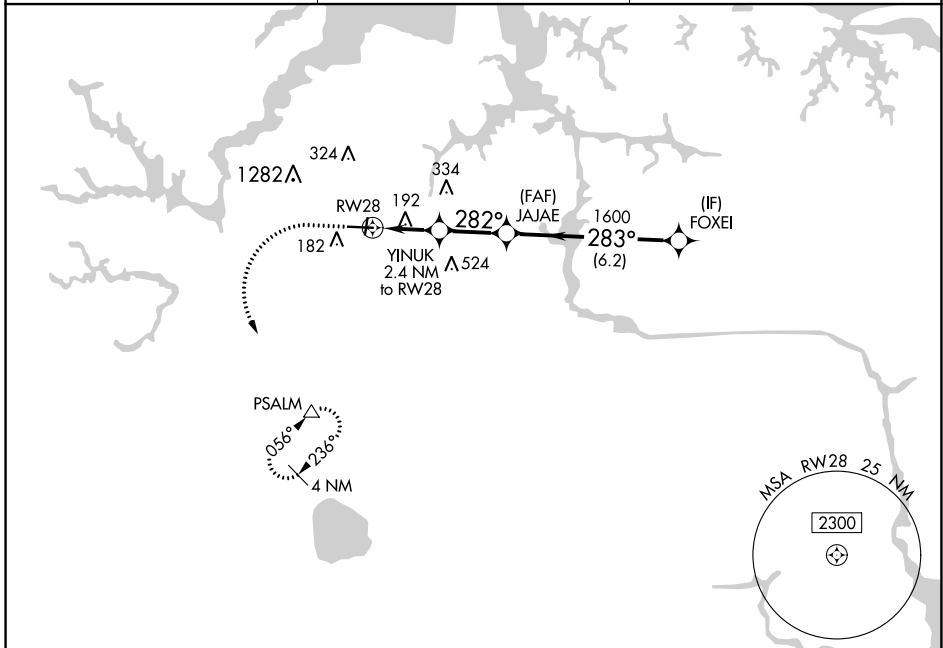 324
1282
334
RW28
192
282°
(FAF)
JAJAE
1600
283°
(6.2)
(IF)
FOXEI
182
YINUK
2.4 NM
to RW28
524
PSALM
056°
236°
4 NM
MSA RW28 25 NM
2300